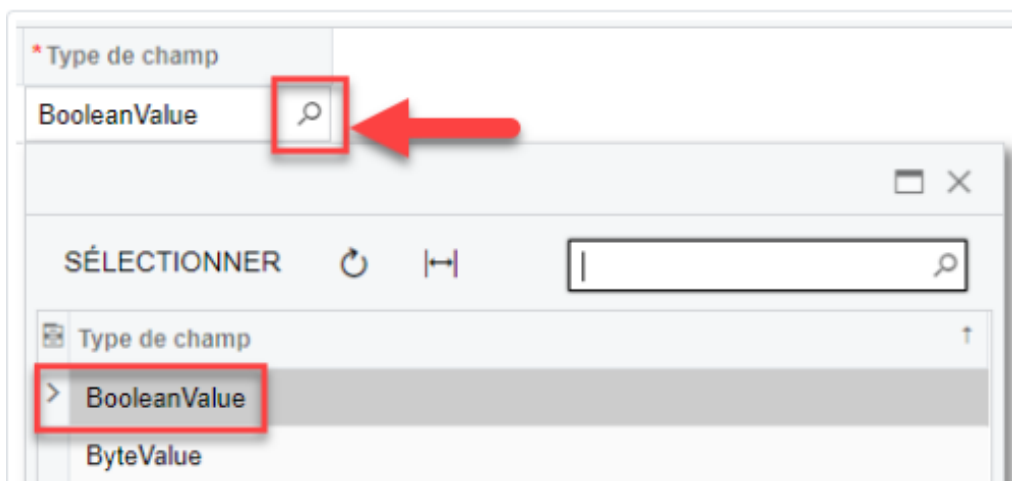 * Type de champ
BooleanValue
SÉLECTIONNER
Type de champ
BooleanValue
ByteValue